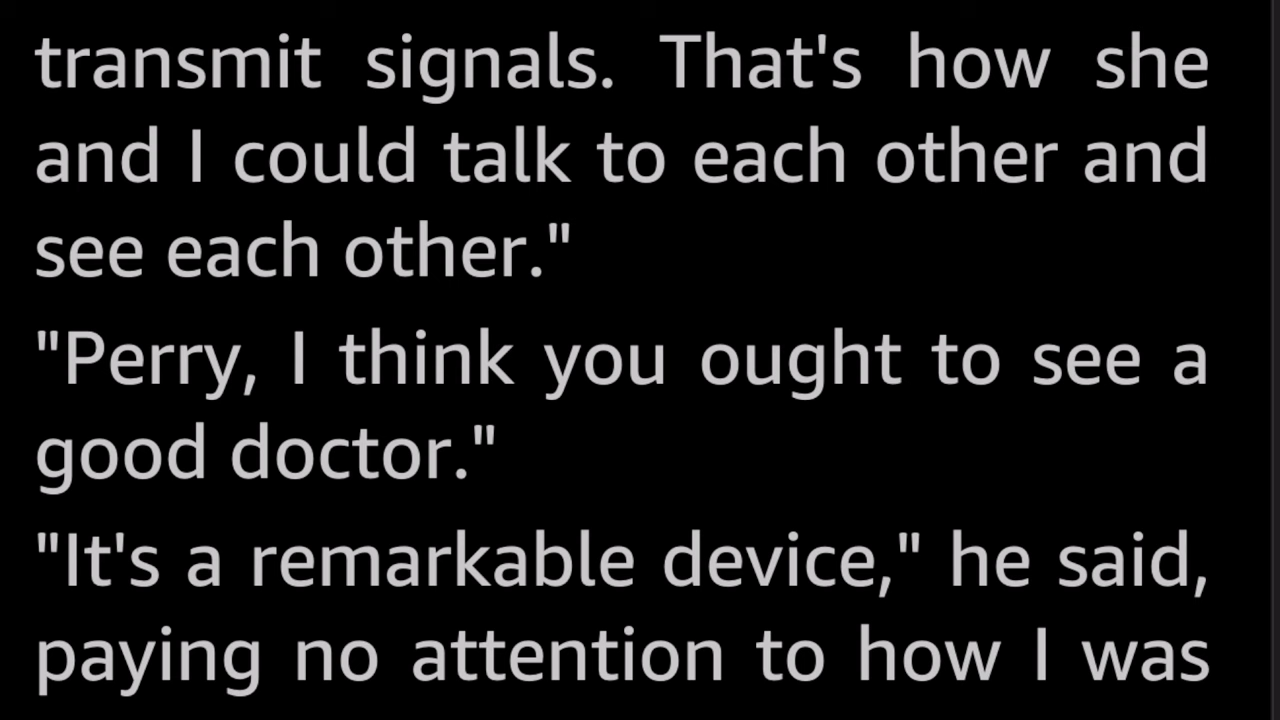 transmit signals. That's how she
and I could talk to each other and
see each other."
"Perry, I think you ought to see a
good doctor."
"It's a remarkable device," he said,
paying no attention to how I was